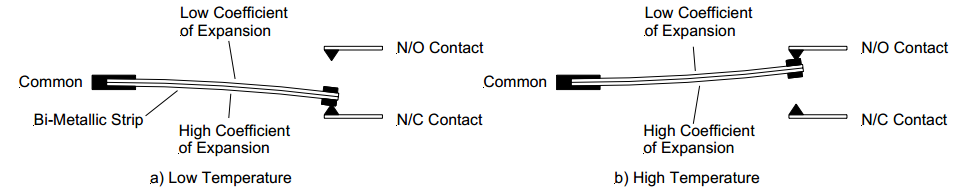 Low Coefficient
of Expansion
N/O Contact
Common
Bi-Metallic Strip
High Coefficient
of Expansion
N/C Contact
a) Low Temperature
Low Coefficient
of Expansion
N/O Contact
Common
High Coefficient
of Expansion
N/C Contact
b) High Temperature